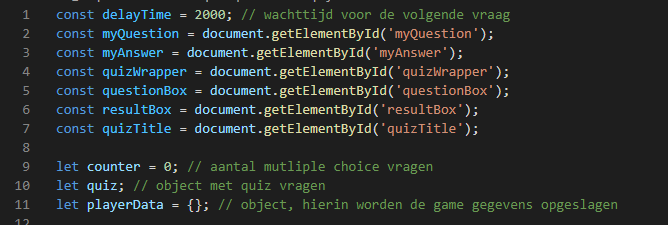 1 const delayTime = 2000; // wachttijd voor de volgende vraag
2 const myQuestion = document.getElementById('myQuestion');
3 const myAnswer = document.getElementById('myAnswer');
4 const quizWrapper = document.getElementById('quizWrapper');
5 const questionBox = document.getElementById('questionBox');
6 const resultBox = document.getElementById('resultBox');
7 const quizTitle = document.getElementById('quizTitle');
8
9 let counter = 0; // aantal mutliple choice vragen
10 let quiz; // object met quiz vragen
11 let playerData = {}; // object, hierin worden de game gegevens opgeslagen
12